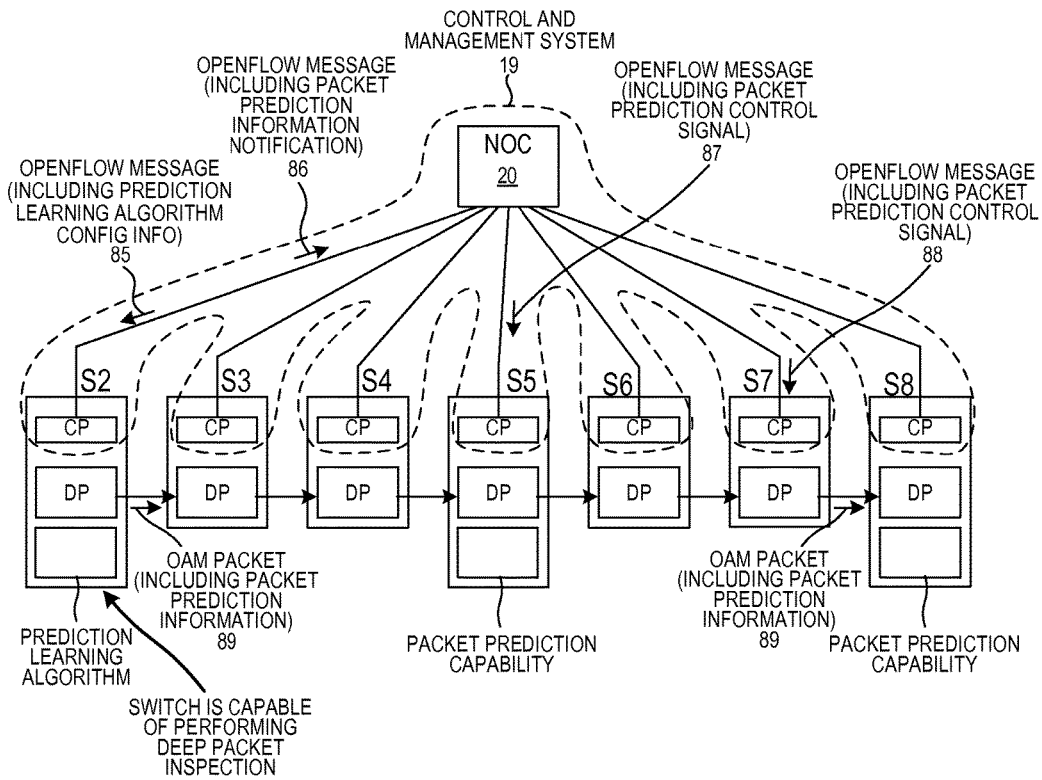 CONTROL AND
MANAGEMENT SYSTEM
19
OPENFLOW MESSAGE
(INCLUDING PACKET
PREDICTION
INFORMATION
NOTIFICATION)
86
OPENFLOW MESSAGE
(INCLUDING PACKET
PREDICTION CONTROL
SIGNAL)
87
OPENFLOW MESSAGE
(INCLUDING PREDICTION
LEARNING ALGORITHM
CONFIG INFO)
85
NOC
20
OPENFLOW MESSAGE
(INCLUDING PACKET
PREDICTION CONTROL
SIGNAL)
88
S2
S3
S4
S5
S6
S7
S8
CP
CP
CP
CP
CP
CP
CP
DP
DP
DP
DP
DP
DP
DP
OAM PACKET
(INCLUDING PACKET
PREDICTION
INFORMATION)
89
OAM PACKET
(INCLUDING PACKET
PREDICTION
INFORMATION)
89
PREDICTION
LEARNING
ALGORITHM
PACKET PREDICTION
CAPABILITY
PACKET PREDICTION
CAPABILITY
SWITCH IS CAPABLE
OF PERFORMING
DEEP PACKET
INSPECTION